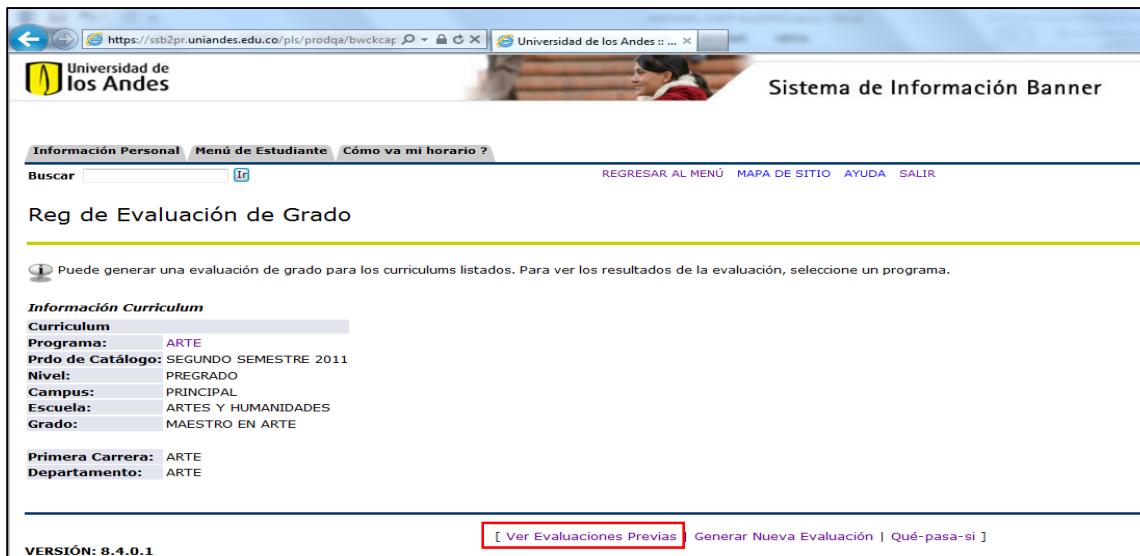 https://ssb2pr.uniandes.edu.co/pls/prodqa/bwckcap
Universidad de los Andes :: ...
Universidad de
los Andes
Sistema de Información Banner
Información Personal Menú de Estudiante Cómo va mi horario ?
Buscar Ir REGRESAR AL MENÚ MAPA DE SITIO AYUDA SALIR
Reg de Evaluación de Grado
Puede generar una evaluación de grado para los curriculums listados. Para ver los resultados de la evaluación, seleccione un programa.
Información Curriculum
Curriculum
Programa: ARTE
Prdo de Catálogo: SEGUNDO SEMESTRE 2011
Nivel: PREGRADO
Campus: PRINCIPAL
Escuela: ARTES Y HUMANIDADES
Grado: MAESTRO EN ARTE
Primera Carrera: ARTE
Departamento: ARTE
[ Ver Evaluaciones Previas | Generar Nueva Evaluación | Qué-pasa-si ]
VERSIÓN: 8.4.0.1